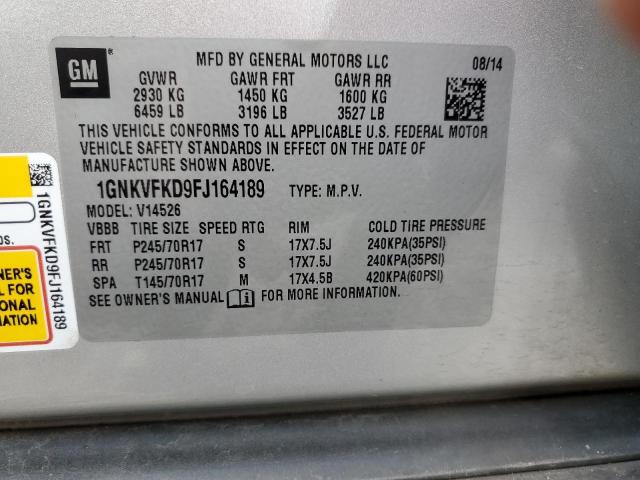 GM
MFD BY GENERAL MOTORS LLC 08/14
GVWR GAWR FRT GAWR RR
2930 KG 1450 KG 1600 KG
6459 LB 3196 LB 3527 LB
THIS VEHICLE CONFORMS TO ALL APPLICABLE U.S. FEDERAL MOTOR
VEHICLE SAFETY STANDARDS IN EFFECT ON THE DATE OF
MANUFACTURE SHOWN ABOVE.
1GNKVFKD9FJ164189 TYPE: M.P.V.
MODEL: V14526
VBBB TIRE SIZE SPEED RTG RIM COLD TIRE PRESSURE
FRT P245/70R17 S 17X7.5J 240KPA(35PSI)
RR P245/70R17 S 17X7.5J 240KPA(35PSI)
SPA T145/70R17 M 17X4.5B 420KPA(60PSI)
SEE OWNER'S MANUAL i FOR MORE INFORMATION.
1GNKVFKD9FJ164189
DS.
NER'S
L FOR
ONAL
MATION